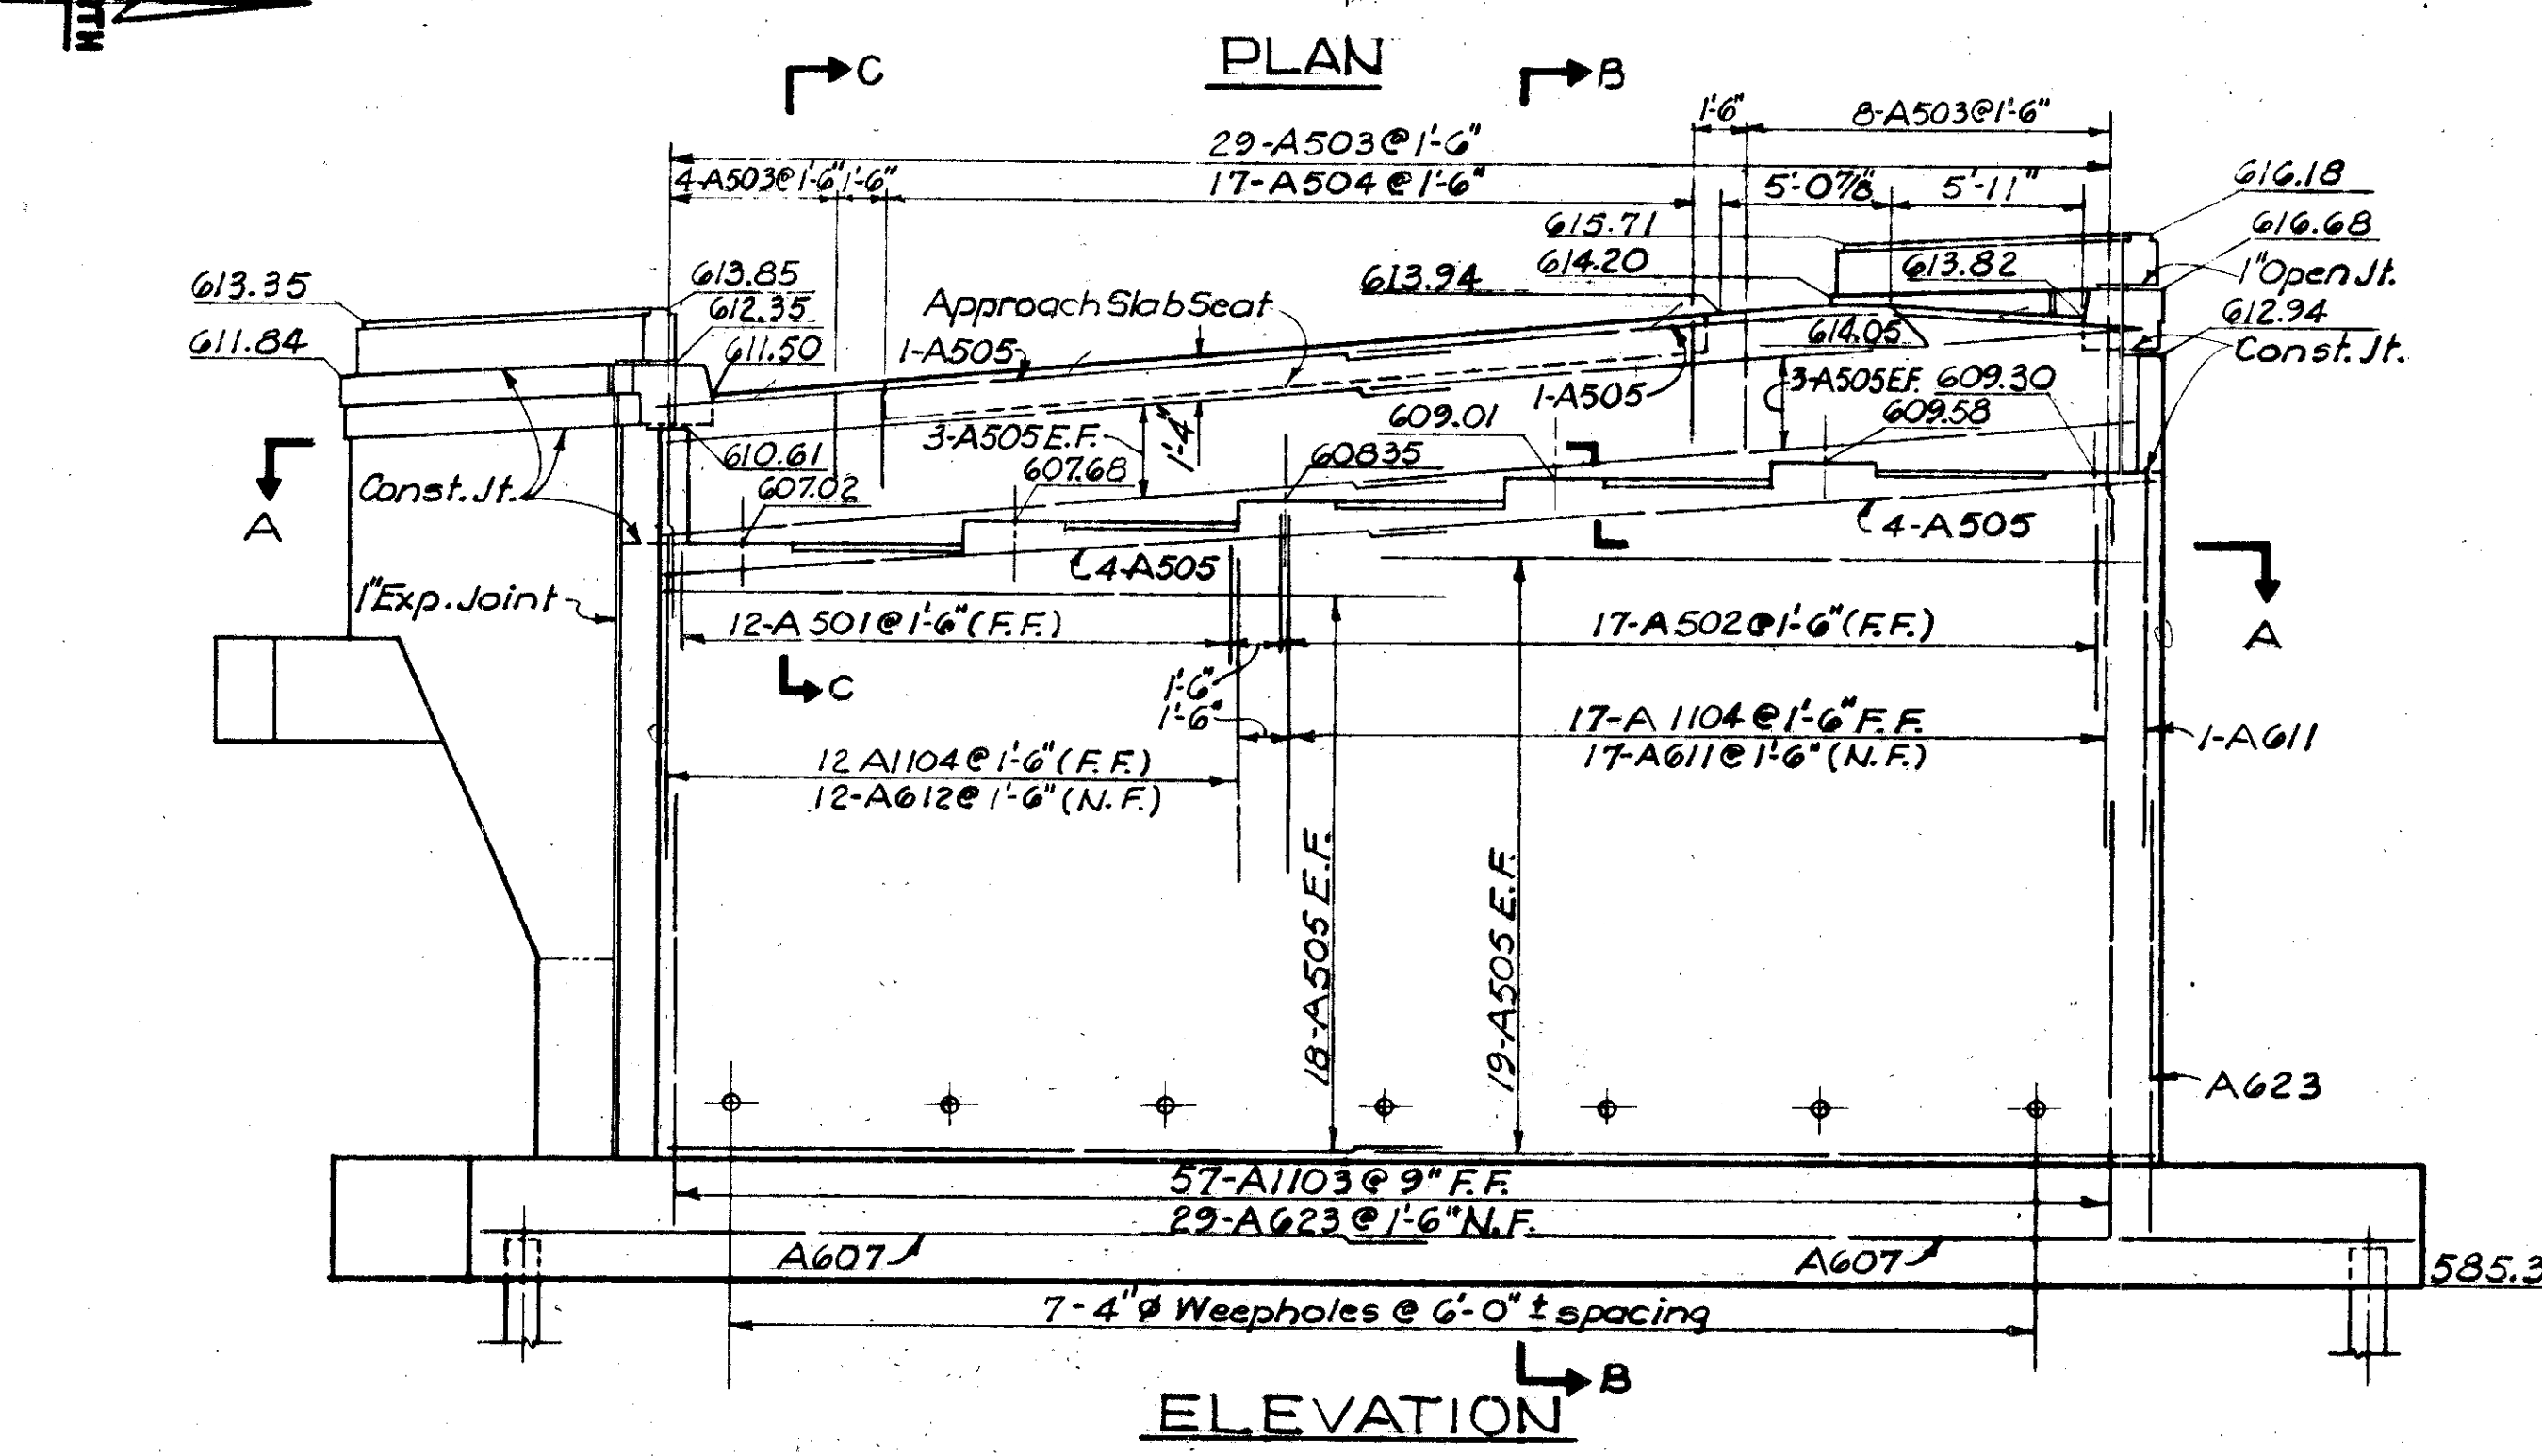 TH
PLAN
C
B
1'-6"
8-A503@1'-6"
29-A503@1'-6"
4-A503@1'-6"
1'-6"
17-A504@1'-6"
5'-0⅞"
5'-11"
616.18
615.71
616.68
613.35
613.85
613.94
614.20
613.82
1"Open Jt.
612.35
Approach Slab Seat
612.94
611.84
611.50
1-A505
614.05
Const. Jt.
1-A505
3-A505 E.F.
609.30
609.01
609.58
3-A505 E.F.
1'-4"
610.61
607.68
60835
Const. Jt.
607.02
A
4-A505
4-A505
1"Exp. Joint
12-A501@1'-6"(F.F.)
17-A502@1'-6"(F.F.)
A
C
1'-6"
1'-6"
17-A1104@1'-6"F.F.
17-A611@1'-6"(N.F.)
1-A611
12A1104@1'-6"(F.F.)
12-A612@1'-6"(N.F.)
18-A505 E.F.
19-A505 E.F.
A623
57-A1103@9"F.F.
29-A623@1'-6"N.F.
A607
A607
585.3
7-4"ø Weepholes @ 6'-0"± spacing
B
ELEVATION